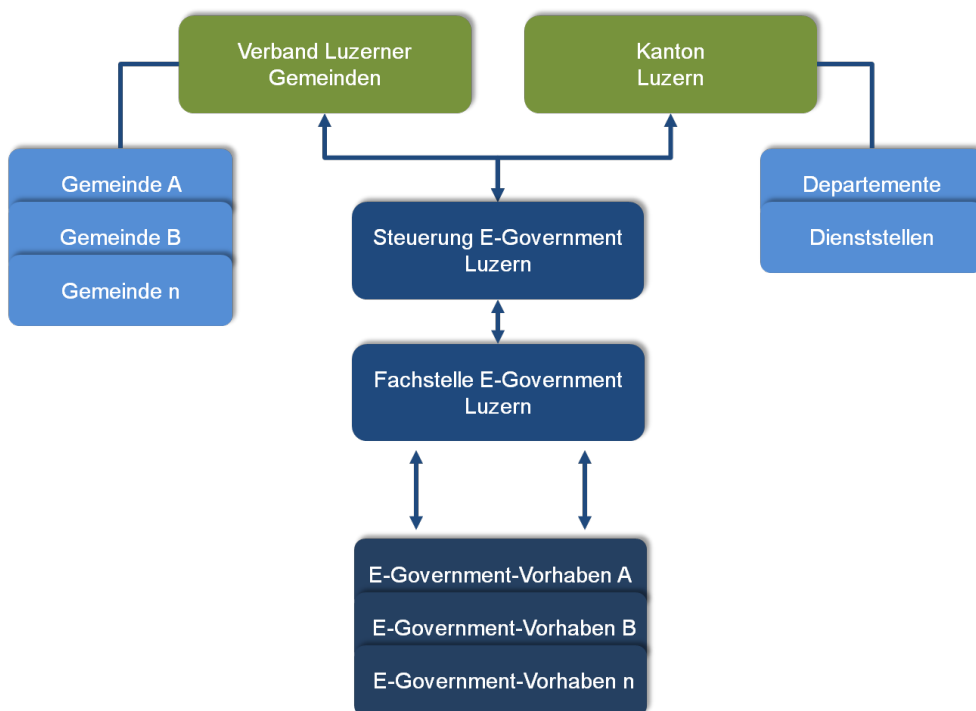 Verband Luzerner
Gemeinden
Kanton
Luzern
Gemeinde A
Gemeinde B
Gemeinde n
Departemente
Dienststellen
Steuerung E-Government
Luzern
Fachstelle E-Government
Luzern
E-Government-Vorhaben A
E-Government-Vorhaben B
E-Government-Vorhaben n